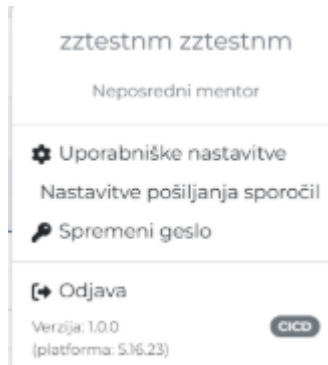 zztestnm zztestnm
Neposredni mentor
Uporabniške nastavitve
Nastavitve pošiljanja sporočil
Spremeni geslo
Odjava
Verzija: 1.0.0 CICD
(platforma: 5.16.23)